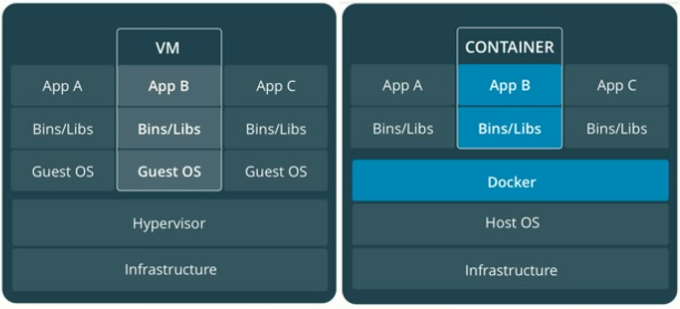 VM
App A App B App C
Bins/Libs Bins/Libs Bins/Libs
Guest OS Guest OS Guest OS
Hypervisor
Infrastructure
CONTAINER
App A App B App C
Bins/Libs Bins/Libs Bins/Libs
Docker
Host OS
Infrastructure